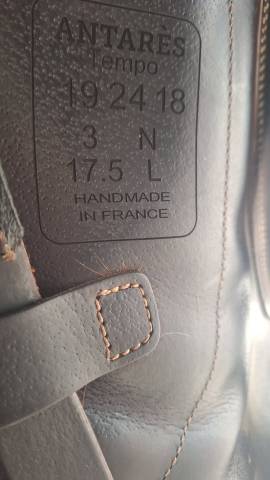 ANTARÈS
Tempo
19 24 18
3 N
17.5 L
HANDMADE
IN FRANCE